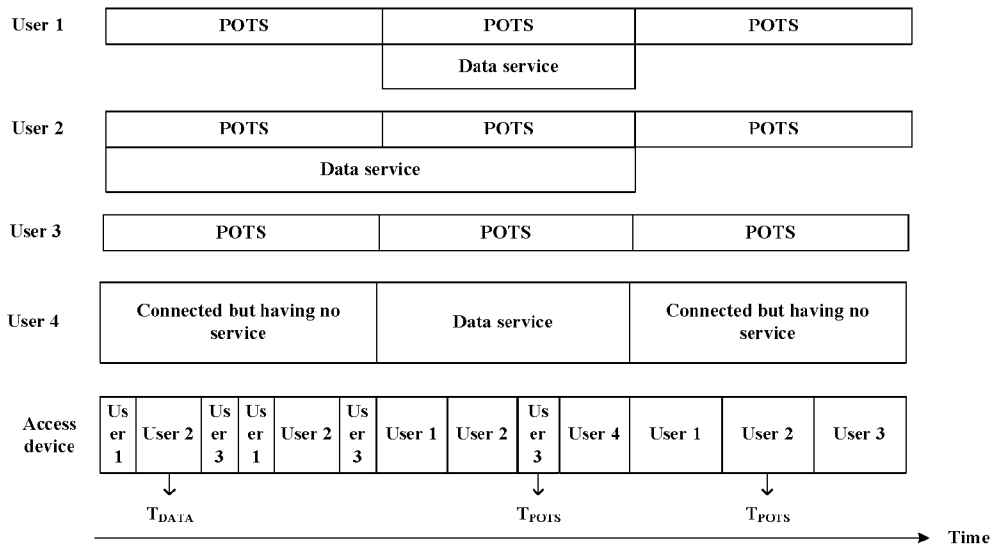 User 1
POTS
POTS
POTS
Data service
User 2
POTS
POTS
POTS
Data service
User 3
POTS
POTS
POTS
User 4
Connected but having no
service
Data service
Connected but having no
service
Access
device
Us
er
1
User 2
Us
er
3
Us
er
1
User 2
Us
er
3
User 1
User 2
Us
er
3
User 4
User 1
User 2
User 3
TDATA
TPOTS
TPOTS
Time